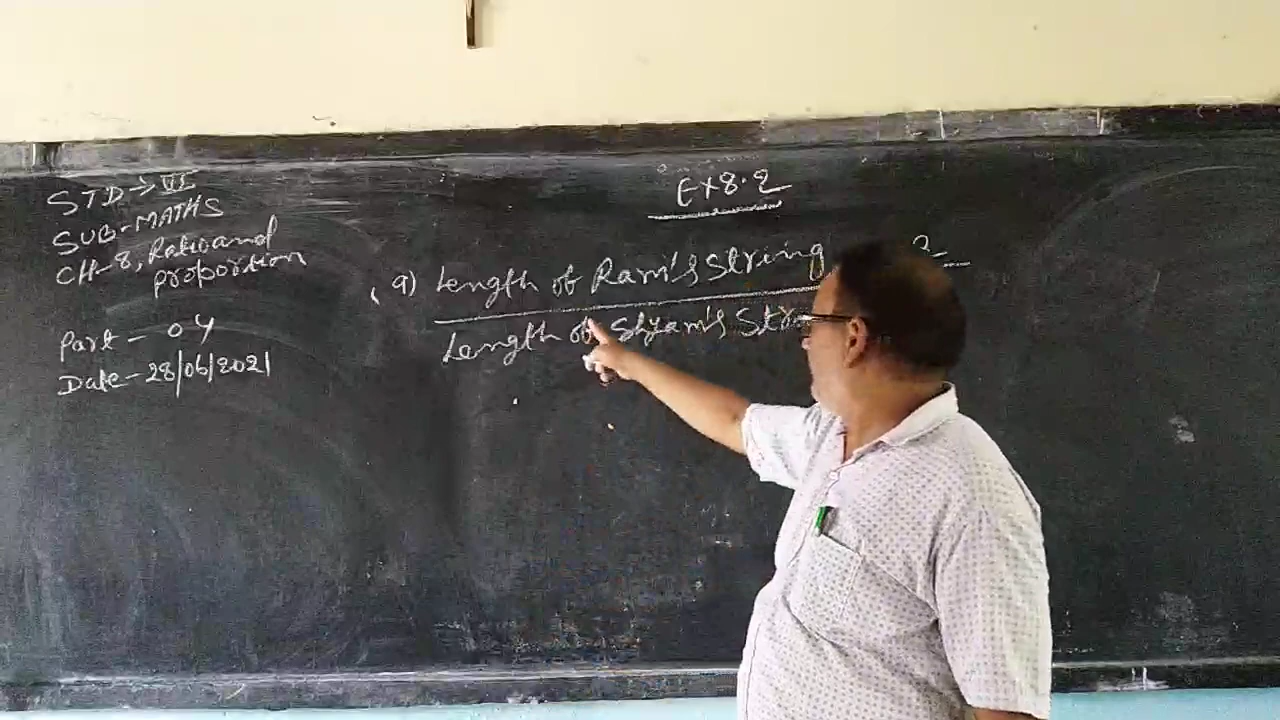 STD → VI
SUB-MATHS
CH-8, Ratio and
proportion
Part - 04
Date - 28/06/2021
Ex 8.2
a) Length of Ram's String
Length of Shyam's